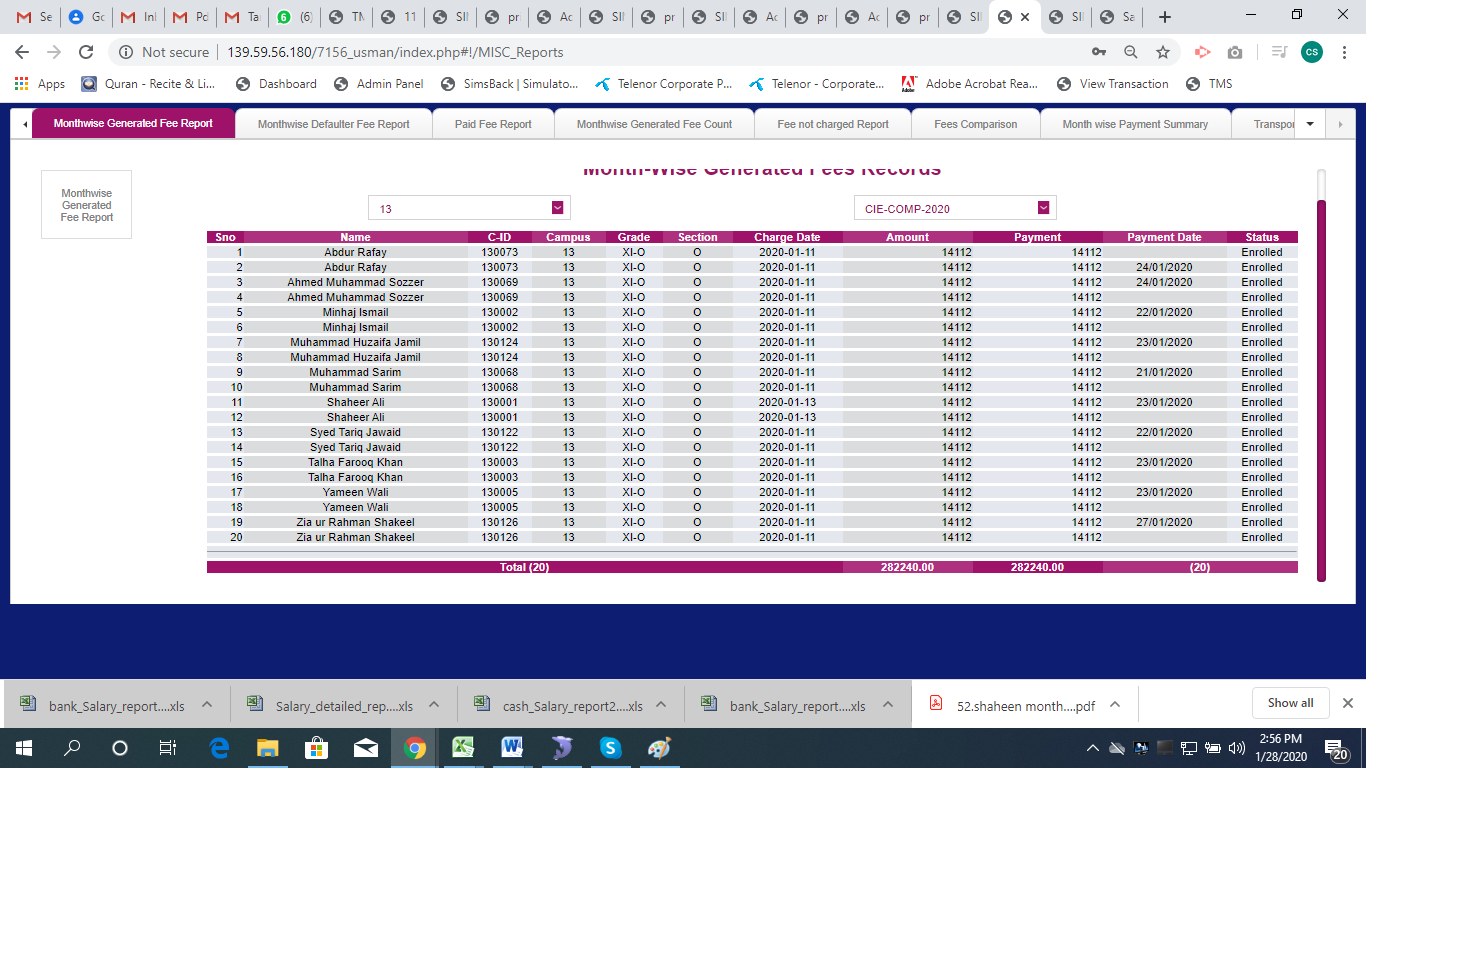 Se Gc Inl Pd Ta (6) TM 11 SII pr Ac SII pr SII Ac pr Ac pr SII SII Sa
Not secure 139.59.56.180/7156_usman/index.php#!/MISC_Reports CS
Apps Quran - Recite & Li... Dashboard Admin Panel SimsBack | Simulato... Telenor Corporate P... Telenor - Corporate... Adobe Acrobat Rea... View Transaction TMS
Monthwise Generated Fee Report Monthwise Defaulter Fee Report Paid Fee Report Monthwise Generated Fee Count Fee not charged Report Fees Comparison Month wise Payment Summary Transpor
Monthwise
Generated
Fee Report
Month-Wise Generated Fees Records
13 CIE-COMP-2020
Sno Name C-ID Campus Grade Section Charge Date Amount Payment Payment Date Status
1 Abdur Rafay 130073 13 XI-O O 2020-01-11 14112 14112 Enrolled
2 Abdur Rafay 130073 13 XI-O O 2020-01-11 14112 14112 24/01/2020 Enrolled
3 Ahmed Muhammad Sozzer 130069 13 XI-O O 2020-01-11 14112 14112 24/01/2020 Enrolled
4 Ahmed Muhammad Sozzer 130069 13 XI-O O 2020-01-11 14112 14112 Enrolled
5 Minhaj Ismail 130002 13 XI-O O 2020-01-11 14112 14112 22/01/2020 Enrolled
6 Minhaj Ismail 130002 13 XI-O O 2020-01-11 14112 14112 Enrolled
7 Muhammad Huzaifa Jamil 130124 13 XI-O O 2020-01-11 14112 14112 23/01/2020 Enrolled
8 Muhammad Huzaifa Jamil 130124 13 XI-O O 2020-01-11 14112 14112 Enrolled
9 Muhammad Sarim 130068 13 XI-O O 2020-01-11 14112 14112 21/01/2020 Enrolled
10 Muhammad Sarim 130068 13 XI-O O 2020-01-11 14112 14112 Enrolled
11 Shaheer Ali 130001 13 XI-O O 2020-01-13 14112 14112 23/01/2020 Enrolled
12 Shaheer Ali 130001 13 XI-O O 2020-01-13 14112 14112 Enrolled
13 Syed Tariq Jawaid 130122 13 XI-O O 2020-01-11 14112 14112 22/01/2020 Enrolled
14 Syed Tariq Jawaid 130122 13 XI-O O 2020-01-11 14112 14112 Enrolled
15 Talha Farooq Khan 130003 13 XI-O O 2020-01-11 14112 14112 23/01/2020 Enrolled
16 Talha Farooq Khan 130003 13 XI-O O 2020-01-11 14112 14112 Enrolled
17 Yameen Wali 130005 13 XI-O O 2020-01-11 14112 14112 23/01/2020 Enrolled
18 Yameen Wali 130005 13 XI-O O 2020-01-11 14112 14112 Enrolled
19 Zia ur Rahman Shakeel 130126 13 XI-O O 2020-01-11 14112 14112 27/01/2020 Enrolled
20 Zia ur Rahman Shakeel 130126 13 XI-O O 2020-01-11 14112 14112 Enrolled
Total (20) 282240.00 282240.00 (20)
bank_Salary_report....xls Salary_detailed_rep....xls cash_Salary_report2....xls bank_Salary_report....xls 52.shaheen month....pdf Show all
2:56 PM
1/28/2020 20